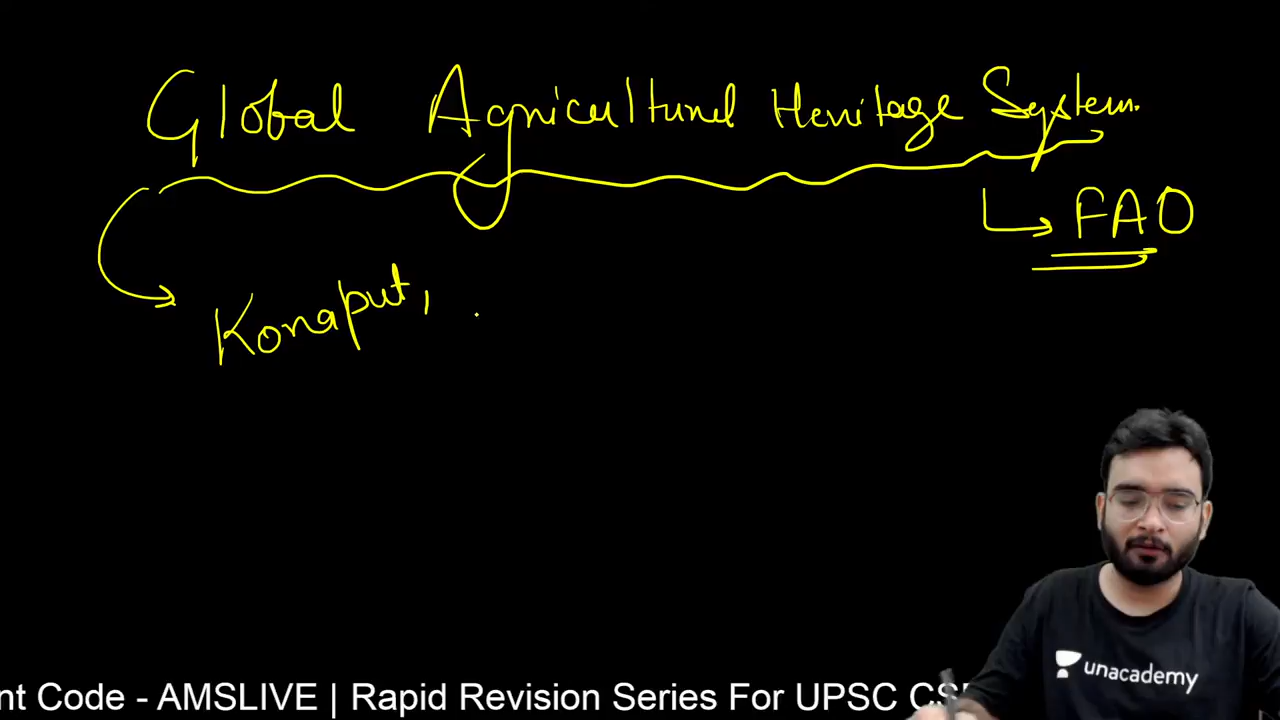 Global Agricultural Heritage System.
FAO
Koraput,
unacademy
nt Code - AMSLIVE | Rapid Revision Series For UPSC CS